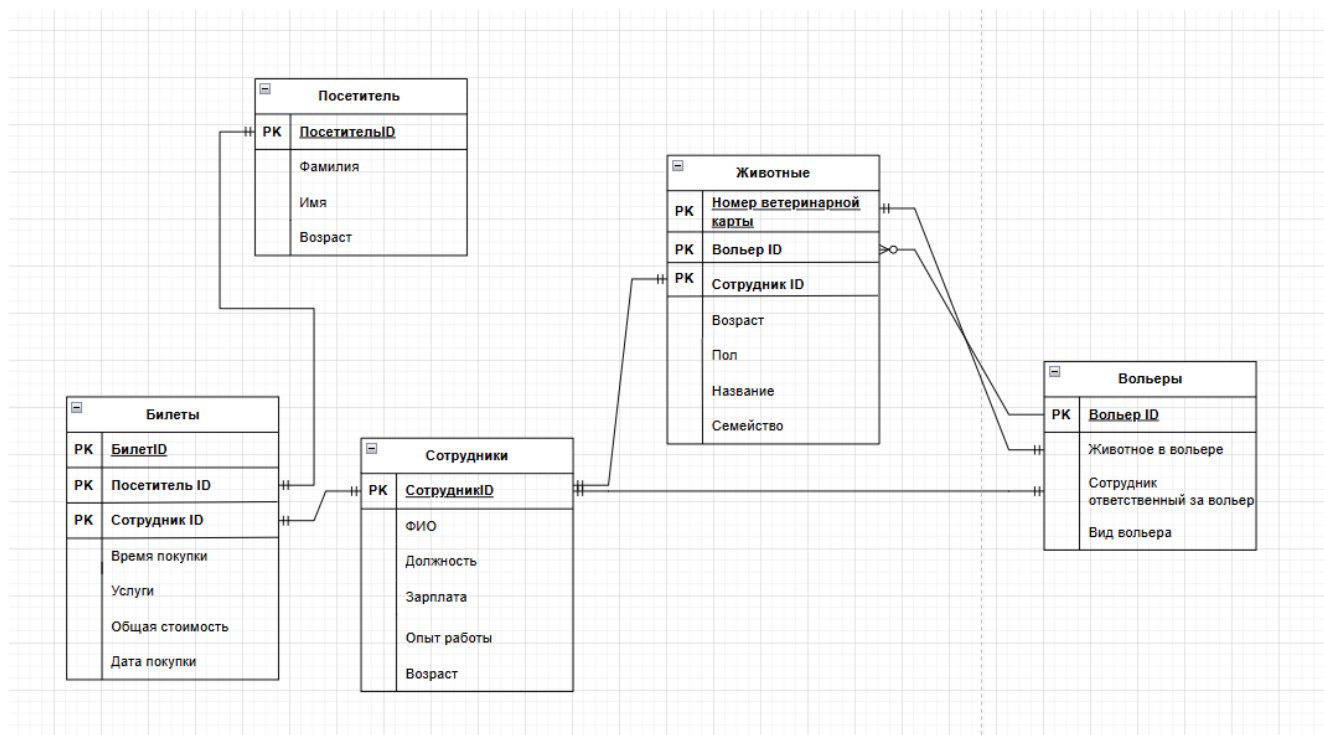 Посетитель
PK ПосетительID
Фамилия
Имя
Возраст
Животные
PK Номер ветеринарной
карты
PK Вольер ID
PK Сотрудник ID
Возраст
Пол
Название
Семейство
Вольеры
PK Вольер ID
Животное в вольере
Сотрудник
ответственный за вольер
Вид вольера
Билеты
PK БилетID
PK Посетитель ID
PK Сотрудник ID
Время покупки
Услуги
Общая стоимость
Дата покупки
Сотрудники
PK СотрудникID
ФИО
Должность
Зарплата
Опыт работы
Возраст